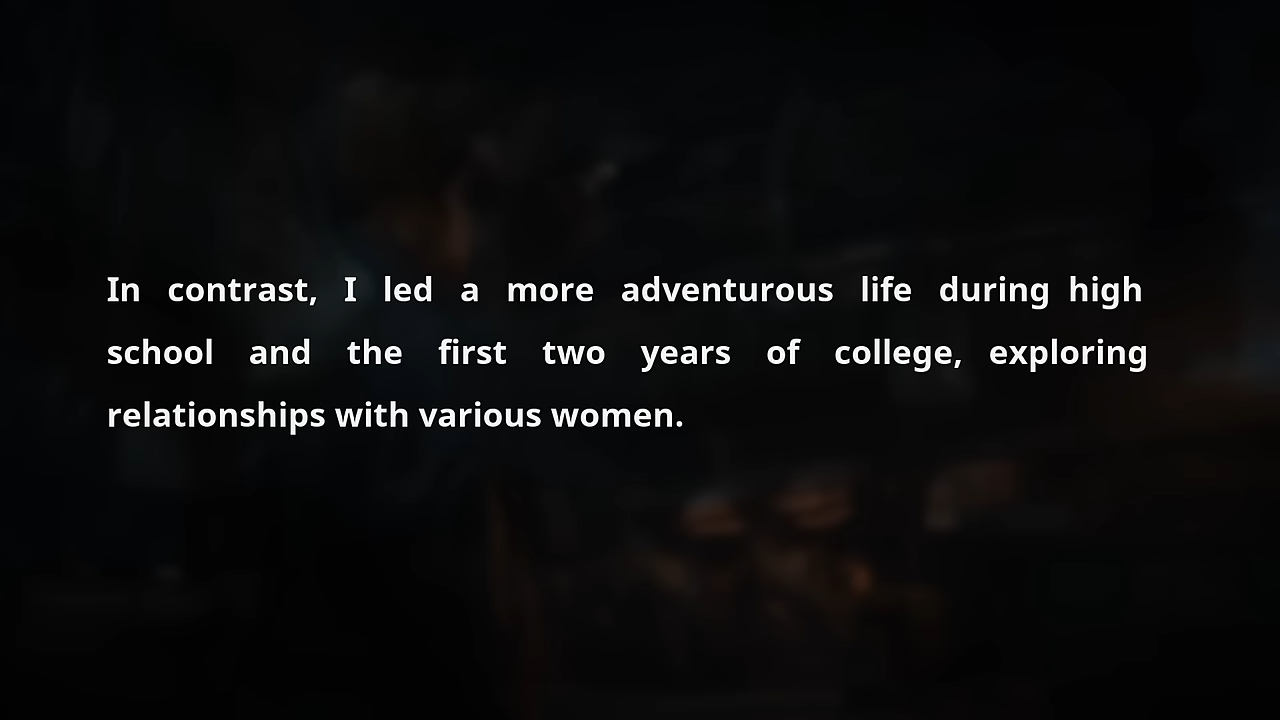 In contrast, I led a more adventurous life during high
school and the first two years of college, exploring
relationships with various women.